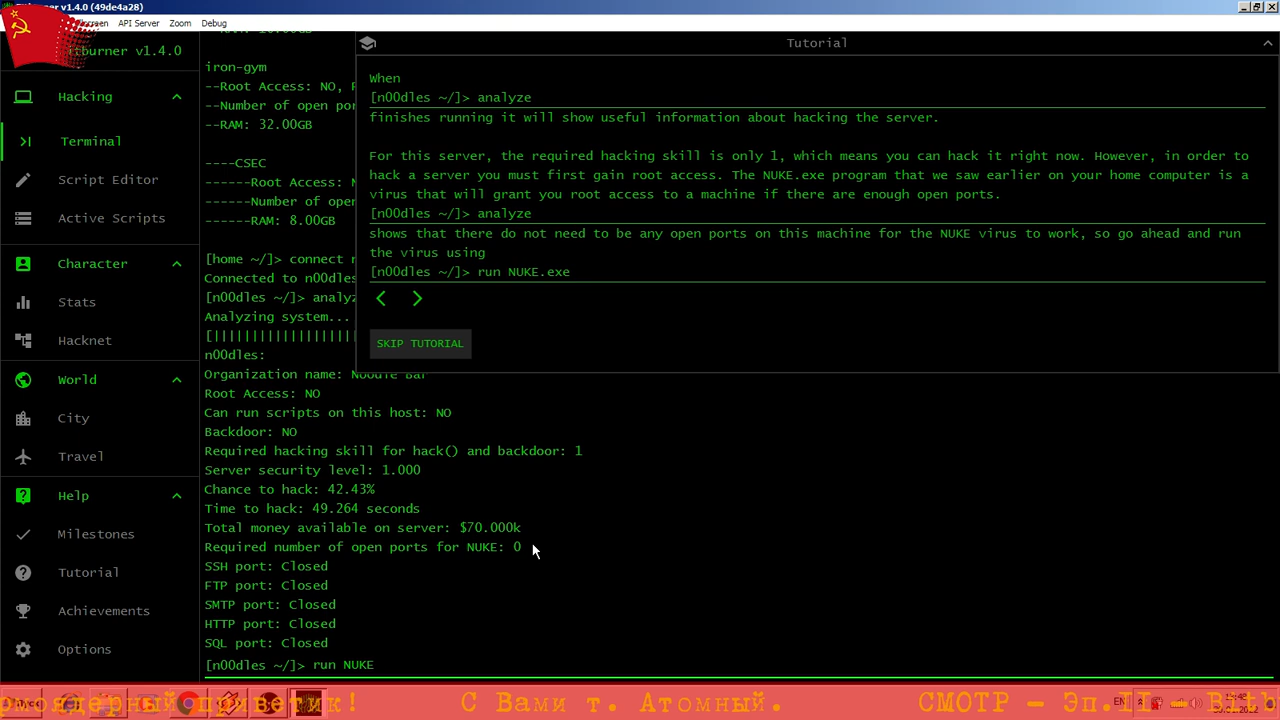 v1.4.0 (49de4a28)
API Server Zoom Debug
burner v1.4.0
Hacking
Terminal
Script Editor
Active Scripts
Character
Stats
Hacknet
World
City
Travel
Help
Milestones
Tutorial
Achievements
Options
iron-gym
--Root Access: NO,
--Number of open
--RAM: 32.00GB
----CSEC
------Root Access:
------Number of
------RAM: 8.00GB
[home ~/]> connect
Connected to n00dles
[n00dles ~/]>
Analyzing system...
n00dles:
Organization name: Noodle Bar
Root Access: NO
Can run scripts on this host: NO
Backdoor: NO
Required hacking skill for hack() and backdoor: 1
Server security level: 1.000
Chance to hack: 42.43%
Time to hack: 49.264 seconds
Total money available on server: $70.000k
Required number of open ports for NUKE: 0
SSH port: Closed
FTP port: Closed
SMTP port: Closed
HTTP port: Closed
SQL port: Closed
[n00dles ~/]> run NUKE
Tutorial
When
[n00dles ~/]> analyze
finishes running it will show useful information about hacking the server.
For this server, the required hacking skill is only 1, which means you can hack it right now. However, in order to
hack a server you must first gain root access. The NUKE.exe program that we saw earlier on your home computer is a
virus that will grant you root access to a machine if there are enough open ports.
[n00dles ~/]> analyze
shows that there do not need to be any open ports on this machine for the NUKE virus to work, so go ahead and run
the virus using
[n00dles ~/]> run NUKE.exe
SKIP TUTORIAL
рмоядерный приветик! С Вами т. Атомный. СМОТР – Эп.
EN